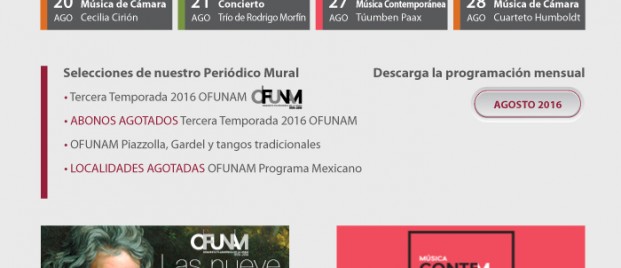 20 Música de Cámara
AGO Cecilia Cirión
21 Concierto
AGO Trío de Rodrigo Morfín
27 Música Contemporánea
AGO Túumben Paax
28 Música de Cámara
AGO Cuarteto Humboldt
Selecciones de nuestro Periódico Mural
• Tercera Temporada 2016 OFUNAM OFUNAM
• ABONOS AGOTADOS Tercera Temporada 2016 OFUNAM
• OFUNAM Piazzolla, Gardel y tangos tradicionales
• LOCALIDADES AGOTADAS OFUNAM Programa Mexicano
Descarga la programación mensual
AGOSTO 2016
OFUNAM
Las nueve
MÚSICA
CONTEM